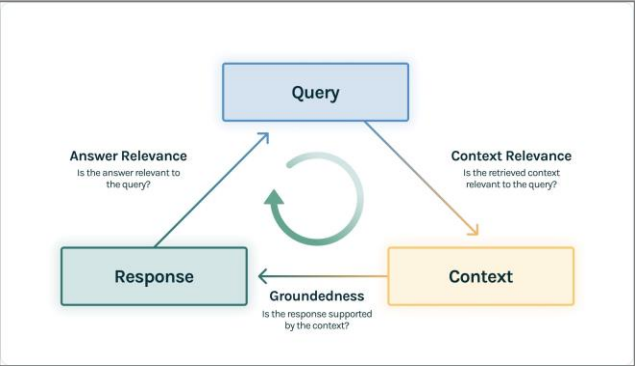 Query
Answer Relevance
Is the answer relevant to
the query?
Context Relevance
Is the retrieved context
relevant to the query?
Response
Context
Groundedness
Is the response supported
by the context?